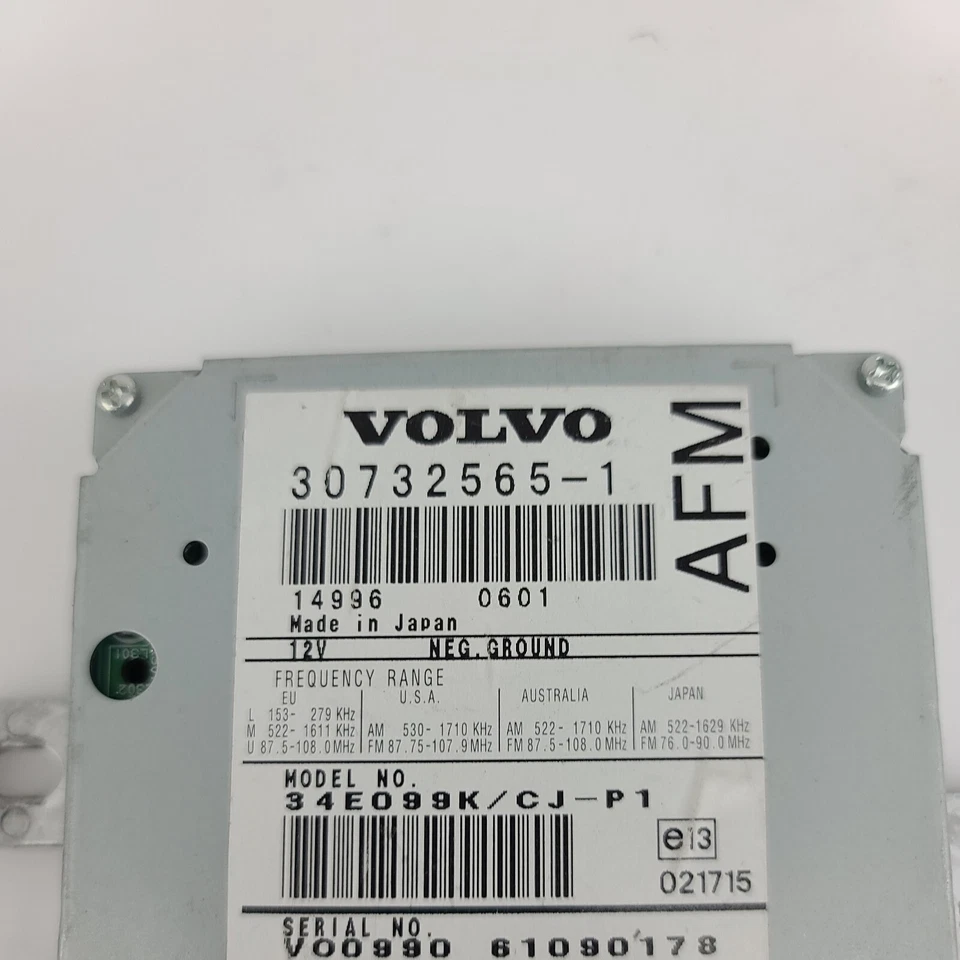 VOLVO
30732565-1
AFM
14996 0601
Made in Japan
12V NEG.GROUND
FREQUENCY RANGE
EU U.S.A. AUSTRALIA JAPAN
L 153- 279 KHz
M 522- 1611 KHz AM 530- 1710 KHz AM 522- 1710 KHz AM 522-1629 KHz
U 87.5-108.0 MHz FM 87.75-107.9 MHz FM 87.5-108.0 MHz FM 76.0-90.0 MHz
MODEL NO.
34E099K/CJ-P1
e13
021715
SERIAL NO.
V00990 61090178